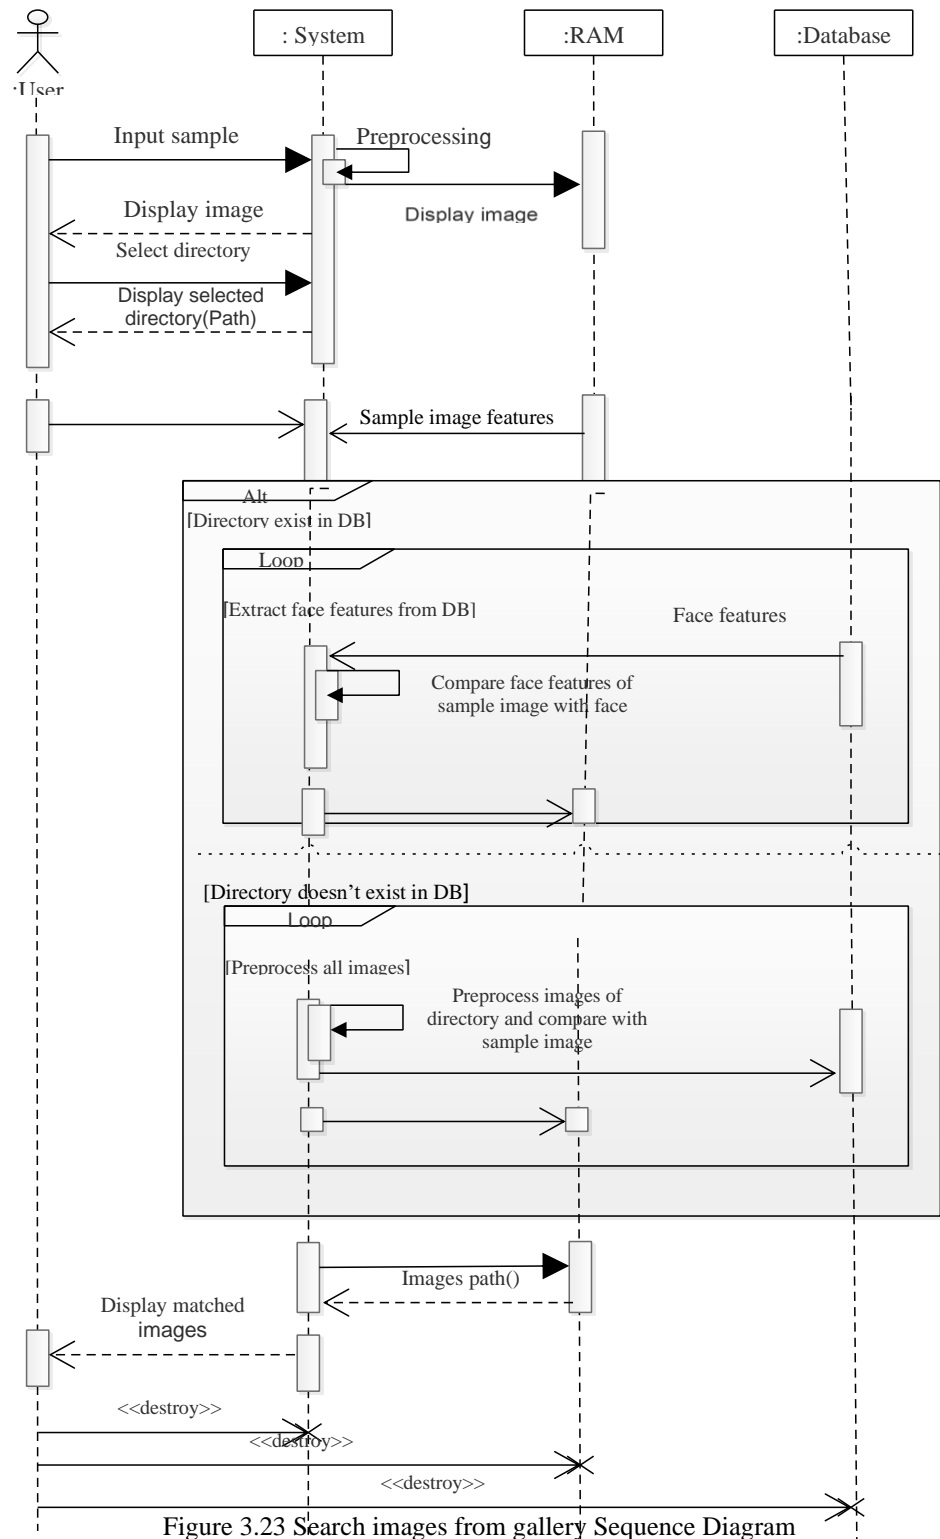 :User
: System
:RAM
:Database
Input sample
Preprocessing
Display image
Display image
Select directory
Display selected
directory(Path)
Sample image features
Alt
[Directory exist in DB]
Loop
[Extract face features from DB]
Face features
Compare face features of
sample image with face
[Directory doesn't exist in DB]
Loop
[Preprocess all images]
Preprocess images of
directory and compare with
sample image
Images path()
Display matched
images
<<destroy>>
<<destroy>>
<<destroy>>
Figure 3.23 Search images from gallery Sequence Diagram